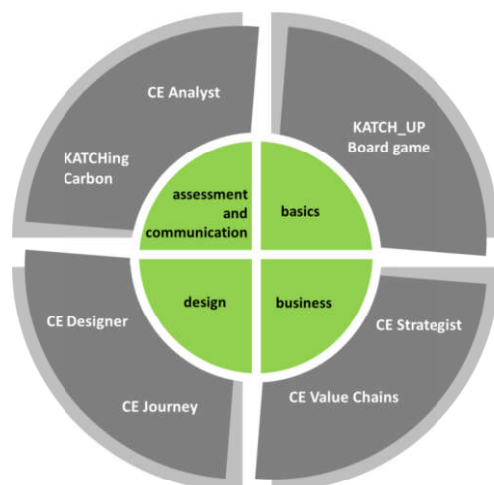 CE Analyst
KATCHing
Carbon
KATCH_UP
Board game
assessment
and
communication
basics
design
business
CE Designer
CE Journey
CE Strategist
CE Value Chains